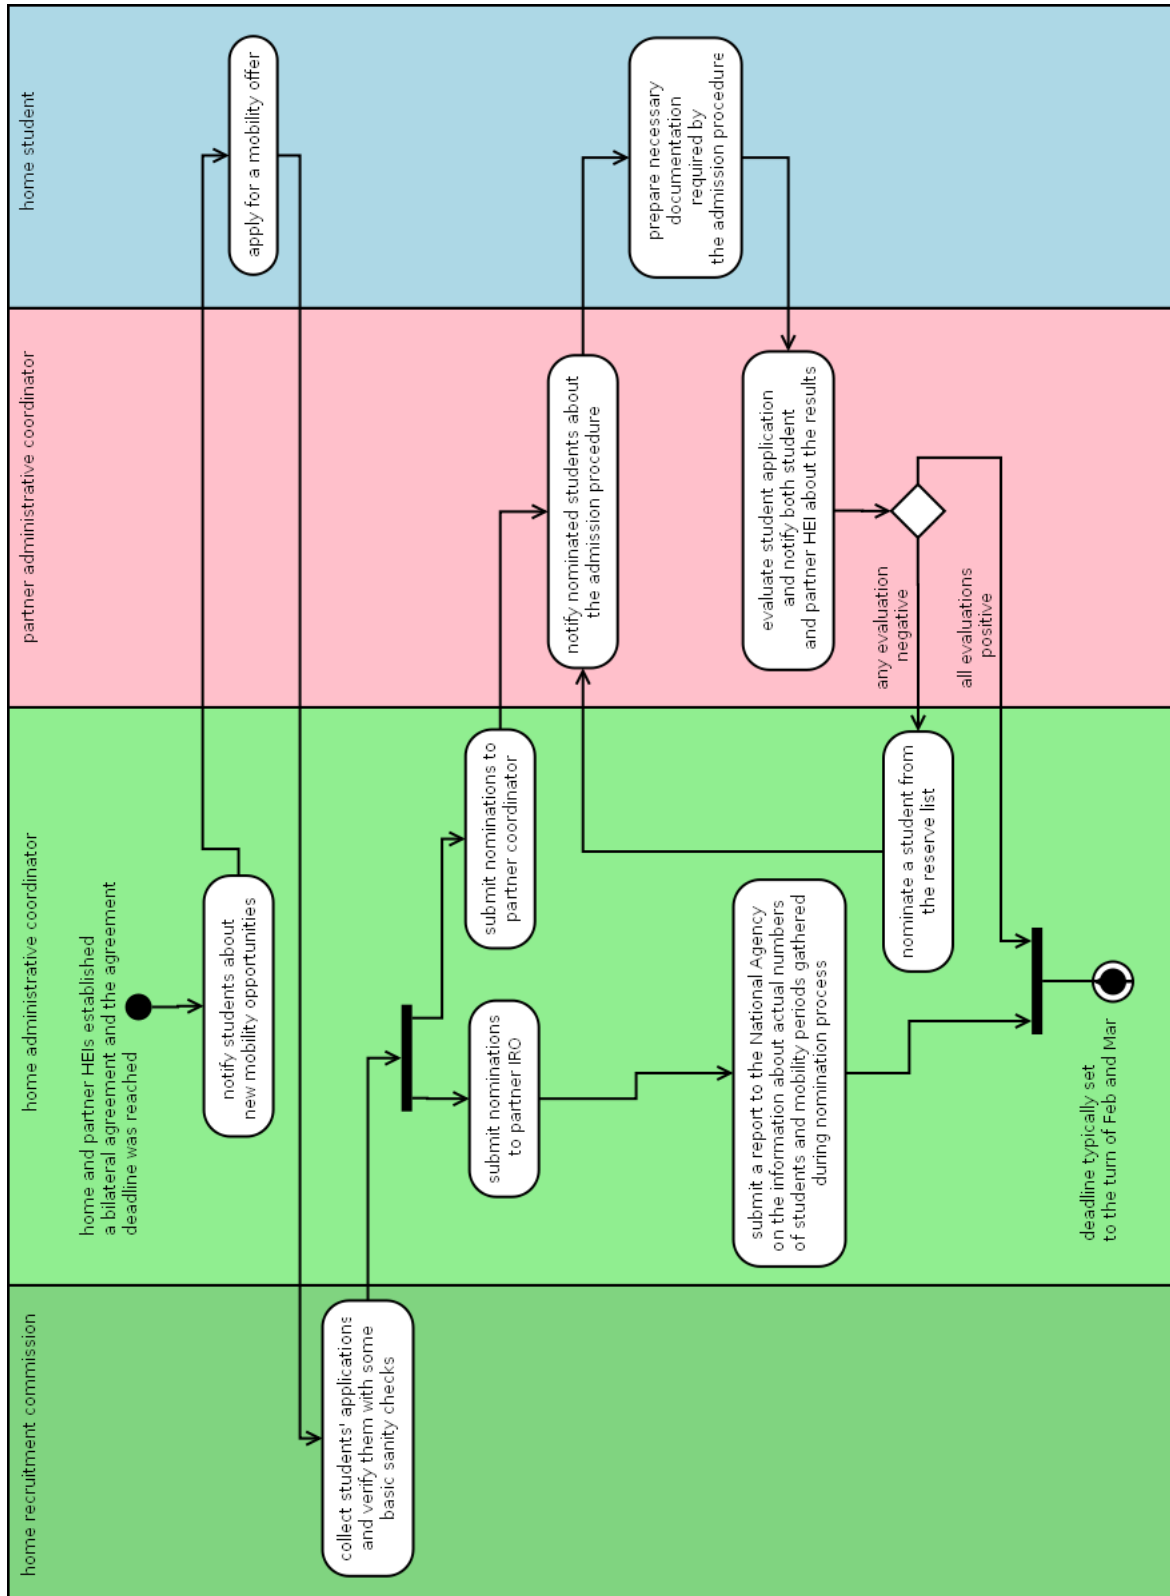 home student
apply for a mobility offer
prepare necessary
documentation
required by
the admission procedure
partner administrative coordinator
notify nominated students about
the admission procedure
evaluate student application
and notify both student
and partner HEI about the results
any evaluation
negative
all evaluations
positive
home administrative coordinator
home and partner HEIs established
a bilateral agreement and the agreement
deadline was reached
notify students about
new mobility opportunities
submit nominations to
partner coordinator
submit nominations
to partner IRO
submit a report to the National Agency
on the information about actual numbers
of students and mobility periods gathered
during nomination process
nominate a student from
the reserve list
deadline typically set
to the turn of Feb and Mar
home recruitment commission
collect students' applications
and verify them with some
basic sanity checks